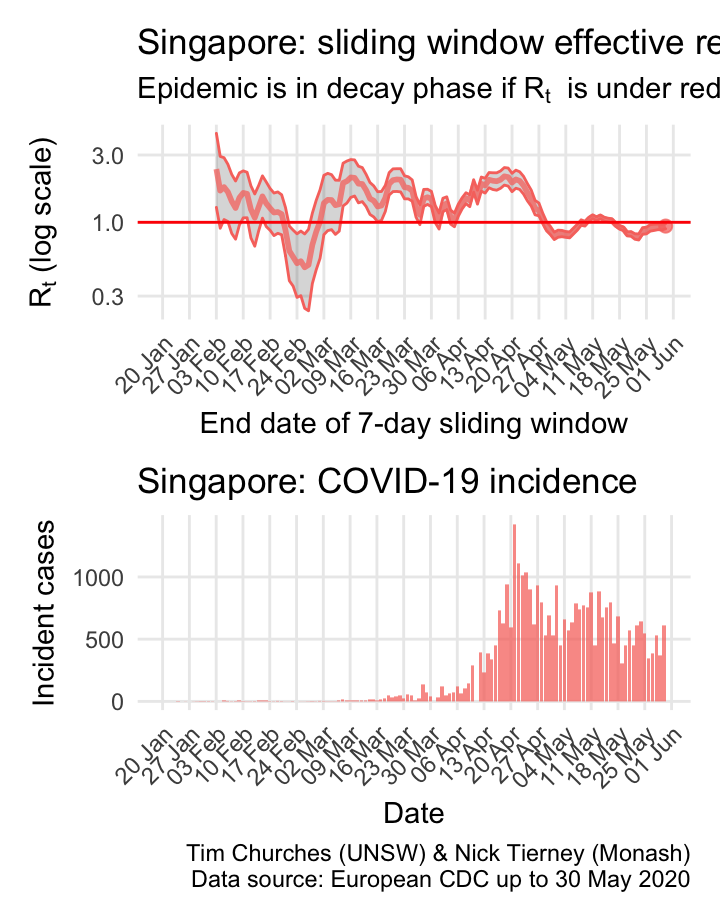 Singapore: sliding window effective re
Epidemic is in decay phase if Rt is under red
Rt (log scale)
3.0
1.0
0.3
20 Jan
27 Jan
03 Feb
10 Feb
17 Feb
24 Feb
02 Mar
09 Mar
16 Mar
23 Mar
30 Mar
06 Apr
13 Apr
20 Apr
27 Apr
04 May
11 May
18 May
25 May
01 Jun
End date of 7-day sliding window
Singapore: COVID-19 incidence
Incident cases
1000
500
0
20 Jan
27 Jan
03 Feb
10 Feb
17 Feb
24 Feb
02 Mar
09 Mar
16 Mar
23 Mar
30 Mar
06 Apr
13 Apr
20 Apr
27 Apr
04 May
11 May
18 May
25 May
01 Jun
Date
Tim Churches (UNSW) & Nick Tierney (Monash)
Data source: European CDC up to 30 May 2020